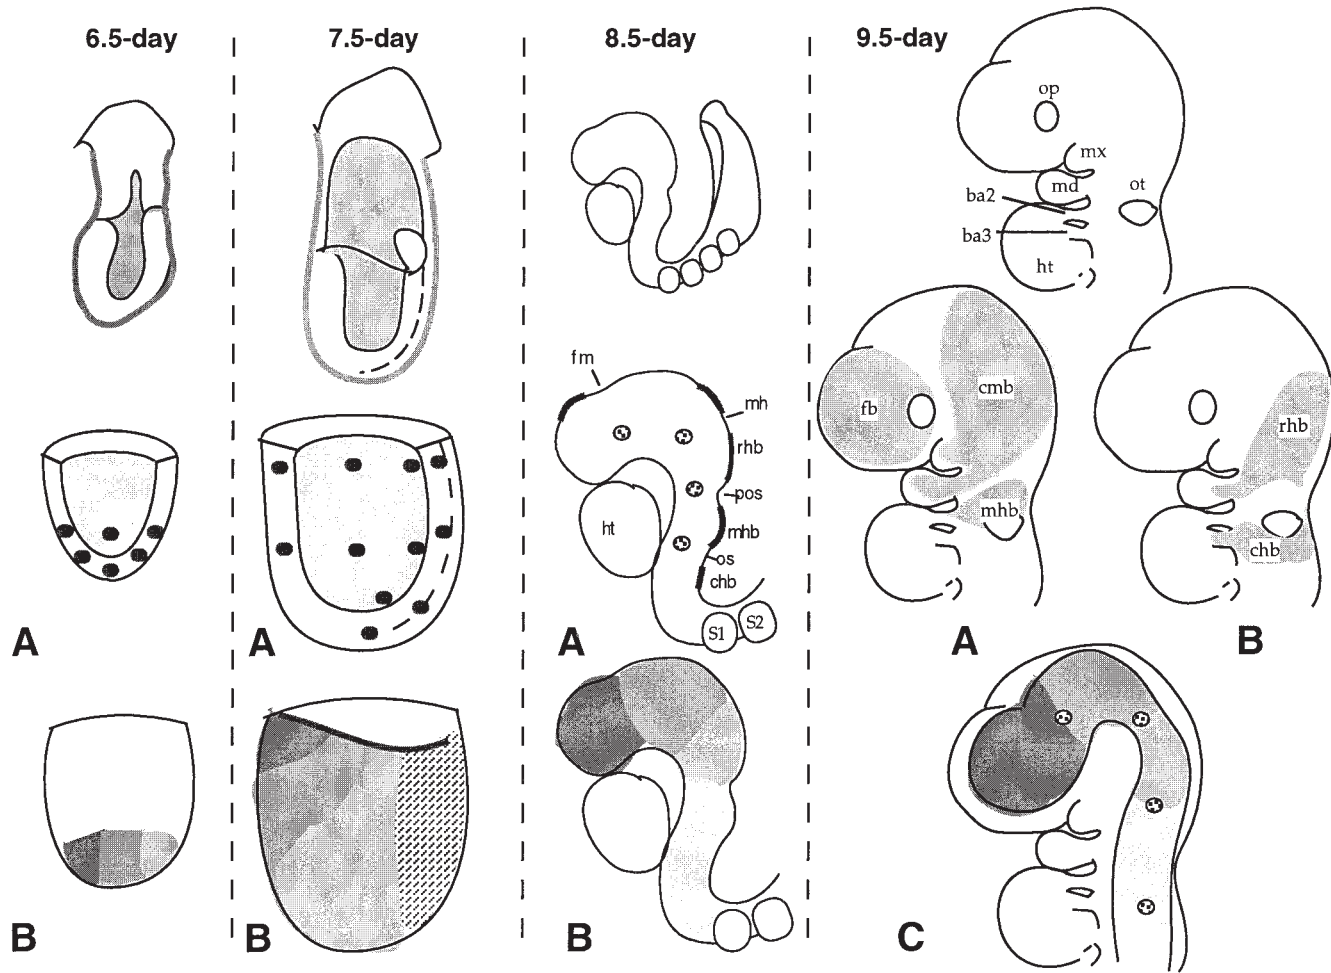 6.5-day
7.5-day
8.5-day
9.5-day
op
mx
md
ot
ba2
ba3
ht
fm
mh
rhb
pos
mhb
os
chb
ht
S1
S2
A
A
A
fb
cmb
mhb
A
rhb
chb
B
B
B
B
C